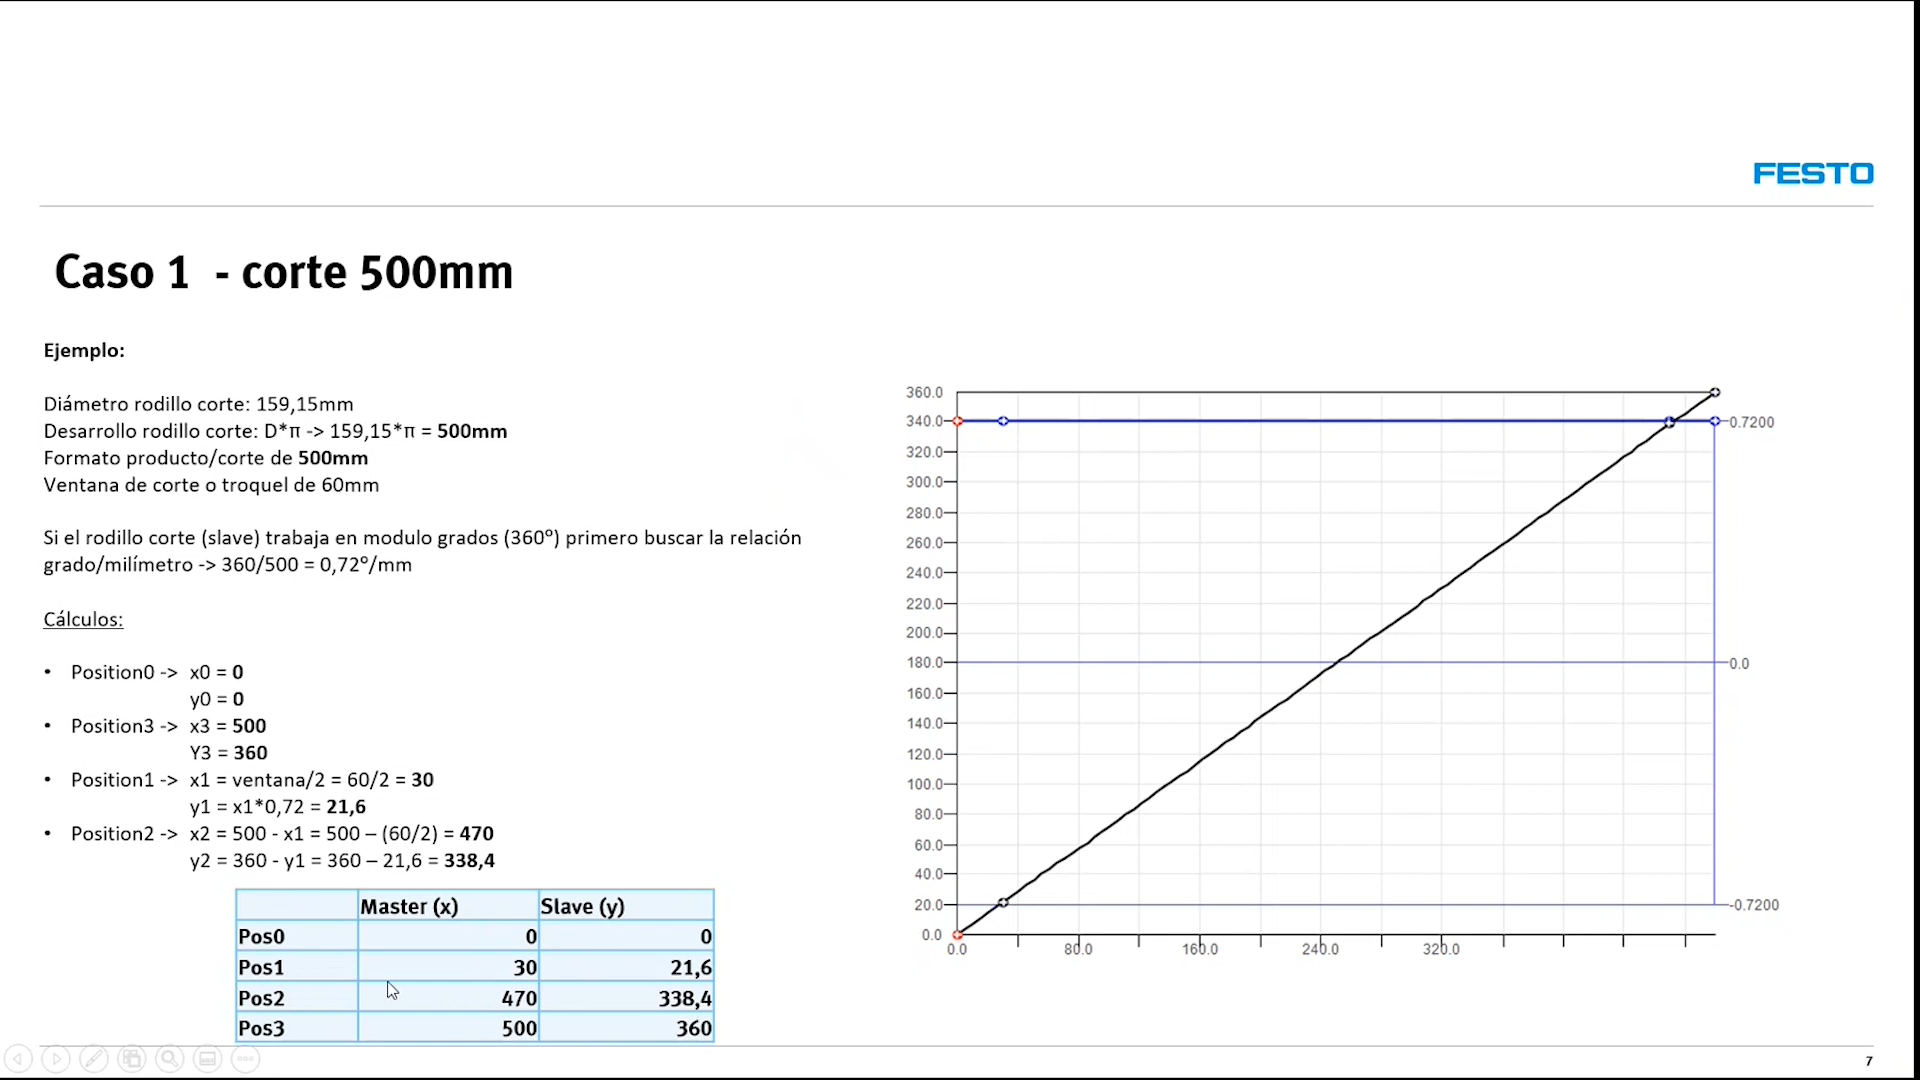 FESTO
Caso 1 - corte 500mm
Ejemplo:
Diámetro rodillo corte: 159,15mm
Desarrollo rodillo corte: D*π -> 159,15*π = 500mm
Formato producto/corte de 500mm
Ventana de corte o troquel de 60mm
Si el rodillo corte (slave) trabaja en modulo grados (360º) primero buscar la relación
grado/milímetro -> 360/500 = 0,72º/mm
Cálculos:
• Position0 -> x0 = 0
y0 = 0
• Position3 -> x3 = 500
Y3 = 360
• Position1 -> x1 = ventana/2 = 60/2 = 30
y1 = x1*0,72 = 21,6
• Position2 -> x2 = 500 - x1 = 500 – (60/2) = 470
y2 = 360 - y1 = 360 – 21,6 = 338,4
Master (x) Slave (y)
Pos0 0 0
Pos1 30 21,6
Pos2 470 338,4
Pos3 500 360
360.0
340.0
320.0
300.0
280.0
260.0
240.0
220.0
200.0
180.0
160.0
140.0
120.0
100.0
80.0
60.0
40.0
20.0
0.0
0.0 80.0 160.0 240.0 320.0
0.7200
0.0
-0.7200
7